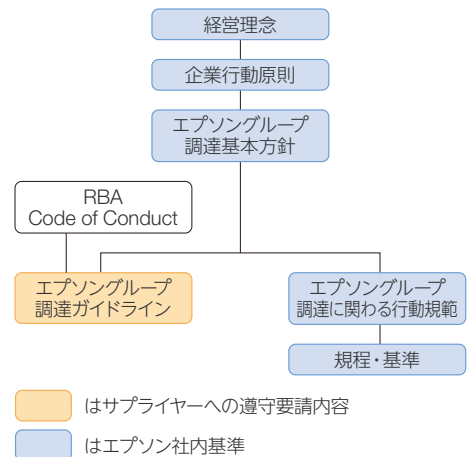 経営理念
企業行動原則
エプソングループ
調達基本方針
RBA
Code of Conduct
エプソングループ
調達ガイドライン
エプソングループ
調達に関わる行動規範
規程・基準
はサプライヤーへの遵守要請内容
はエプソン社内基準